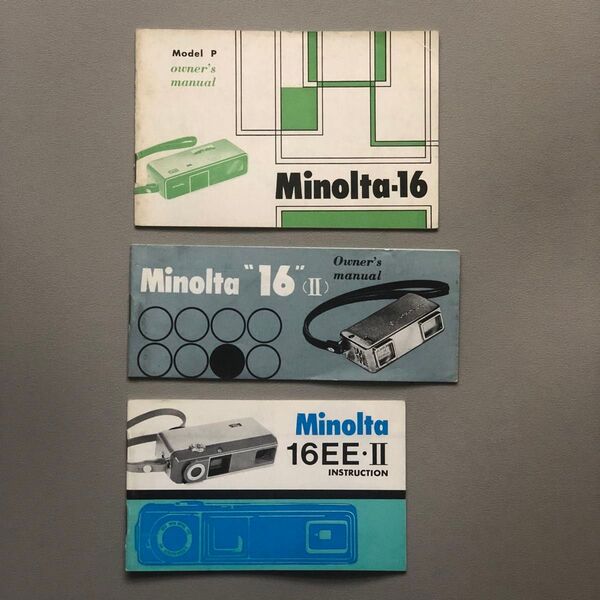 Model P
owner's
manual
Minolta-16
Minolta "16" (II)
Owner's
manual
Minolta
16EE·II
INSTRUCTION